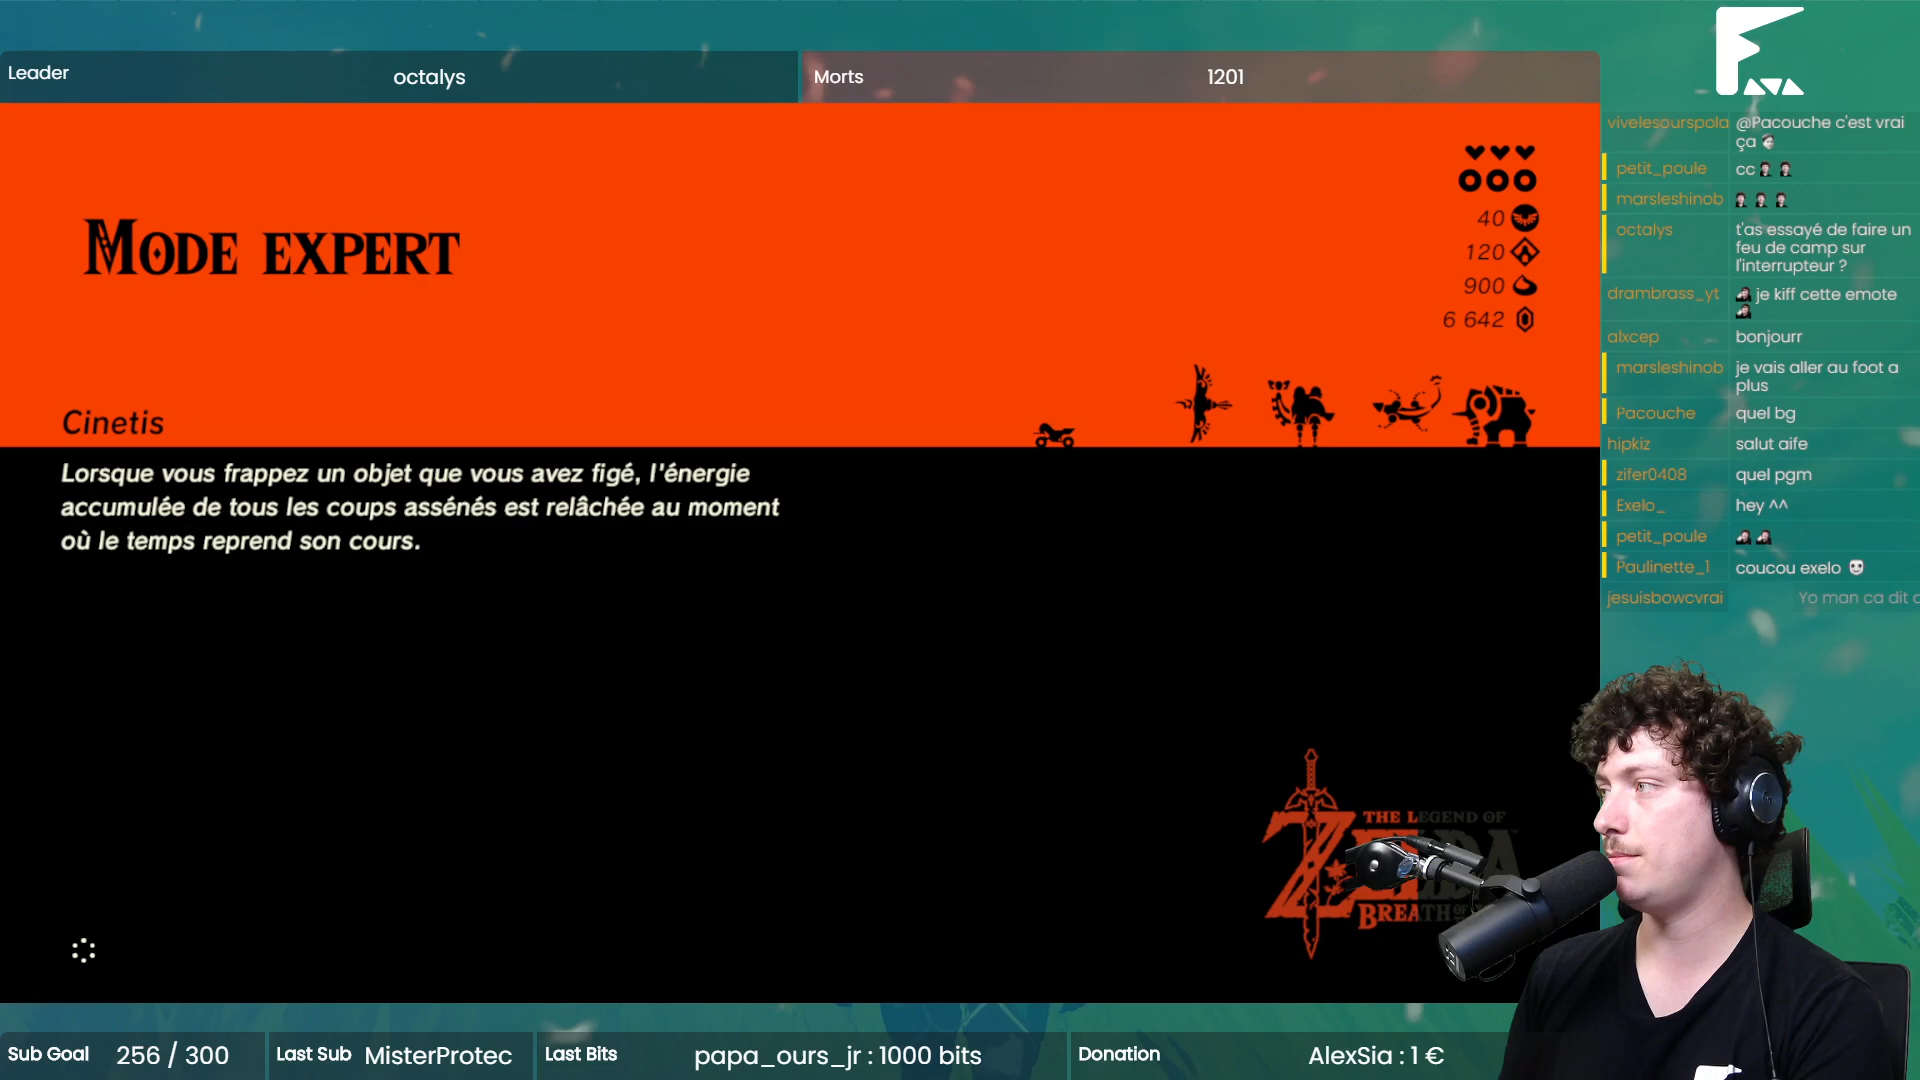 Leader
octalys
Morts
1201
Mode expert
40
120
900
6 642
Cinetis
Lorsque vous frappez un objet que vous avez figé, l'énergie
accumulée de tous les coups assénés est relâchée au moment
où le temps reprend son cours.
THE LEGEND OF
ZELDA
BREATH OF
vivelesourspola @Pacouche c'est vrai
ça
petit_poule cc
marsleshinob
octalys t'as essayé de faire un
feu de camp sur
l'interrupteur ?
drambrass_yt je kiff cette emote
alxcep bonjourr
marsleshinob je vais aller au foot a
plus
Pacouche quel bg
hipkiz salut aife
zifer0408 quel pgm
Exelo_ hey ^^
petit_poule
Paulinette_1 coucou exelo
jesuisbowcvrai Yo man ca dit
Sub Goal 256 / 300
Last Sub MisterProtec
Last Bits papa_ours_jr : 1000 bits
Donation AlexSia : 1 €